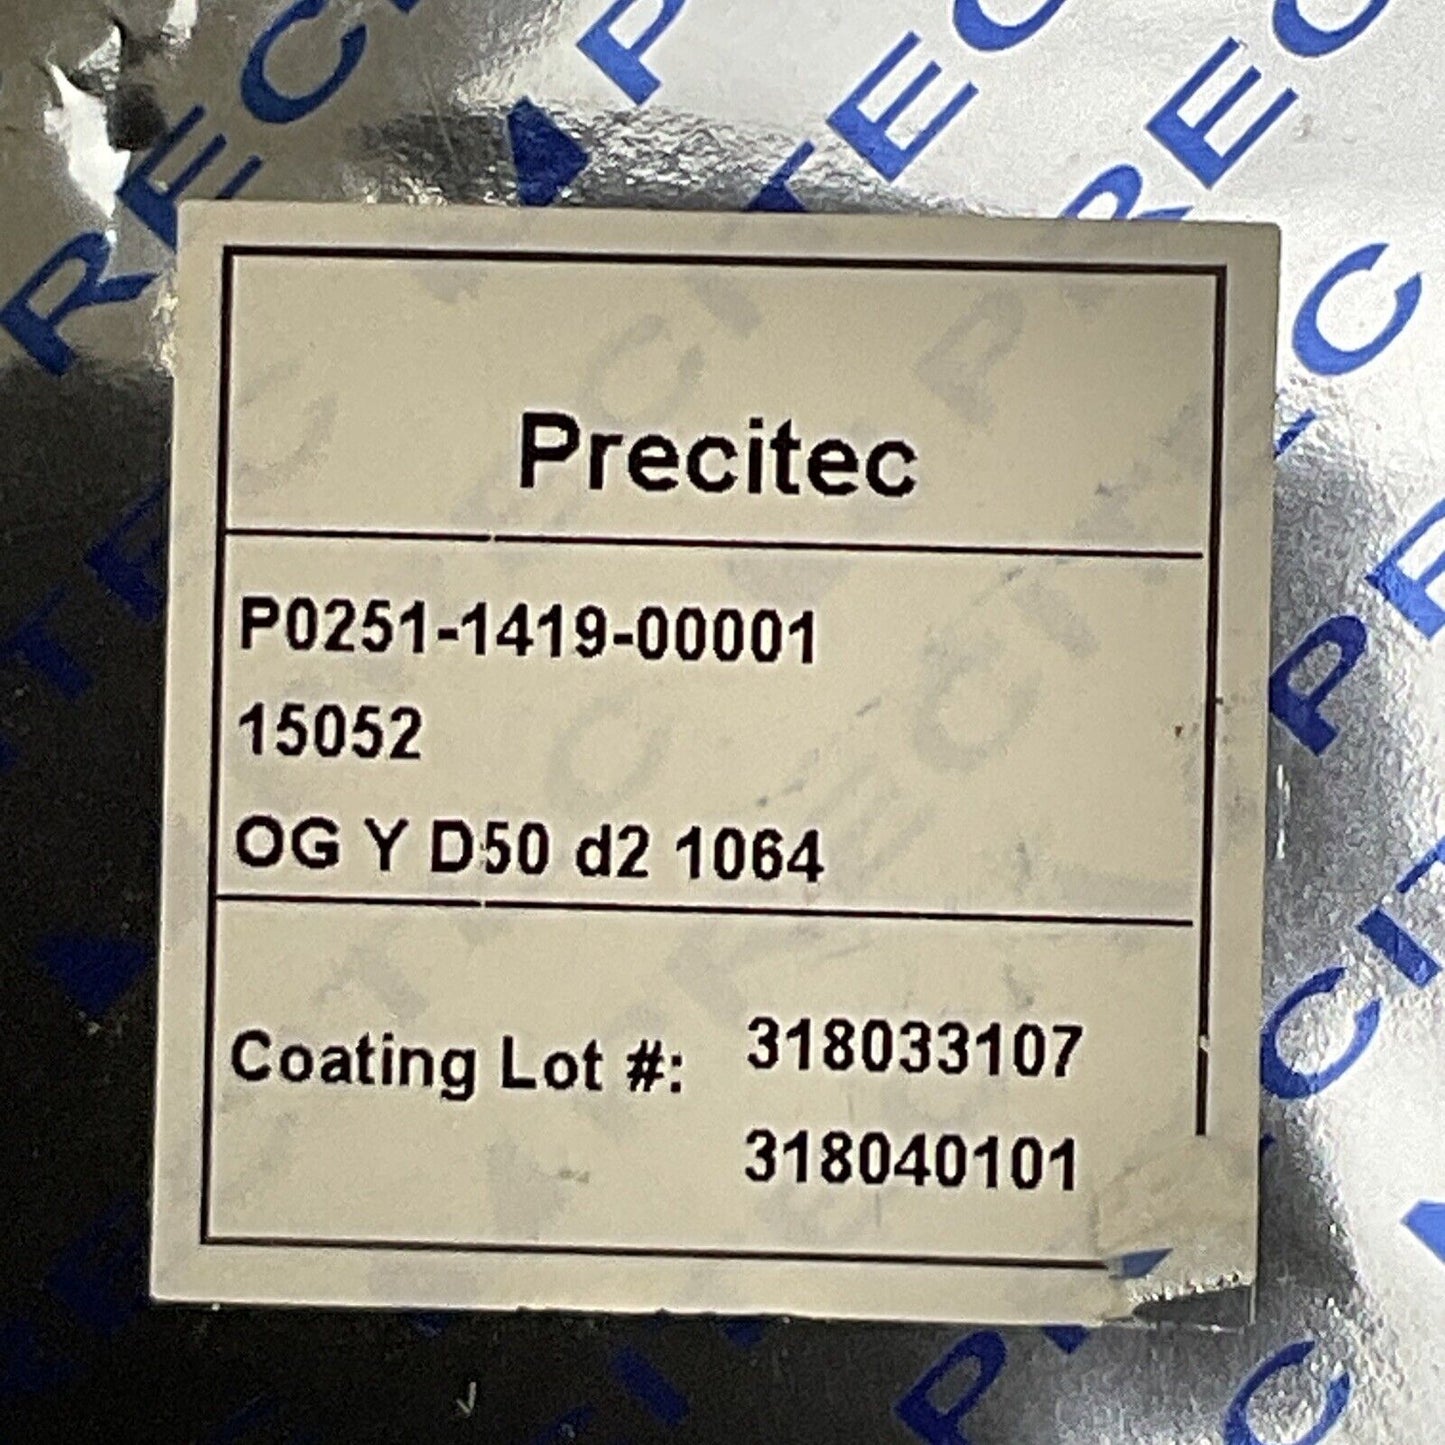 Precitec
P0251-1419-00001
15052
OG Y D50 d2 1064
Coating Lot #: 318033107
318040101